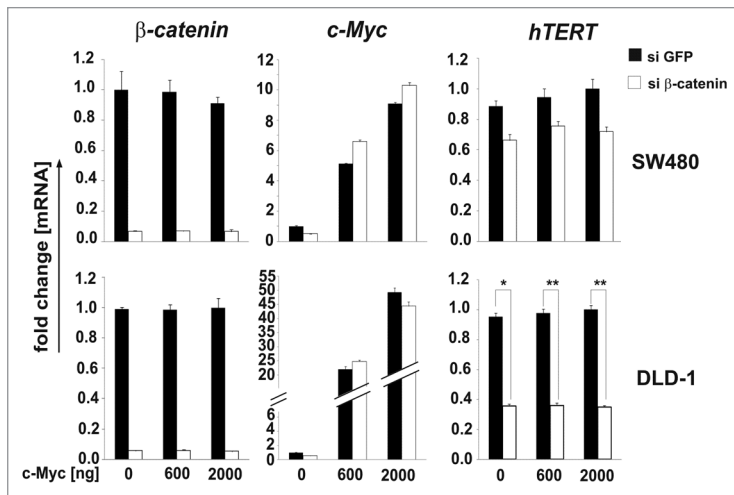 β-catenin c-Myc hTERT
si GFP
si β-catenin
1.2 12 1.2
1.0 10 1.0
0.8 8 0.8
0.6 6 0.6
0.4 4 0.4
0.2 2 0.2
0.0 0 0.0
SW480
fold change [mRNA]
1.2
1.0
0.8
0.6
0.4
0.2
0.0
55
50
45
40
35
30
25
20
6
4
2
0
1.2
1.0
0.8
0.6
0.4
0.2
0.0
* ** **
DLD-1
c-Myc [ng] 0 600 2000 0 600 2000 0 600 2000